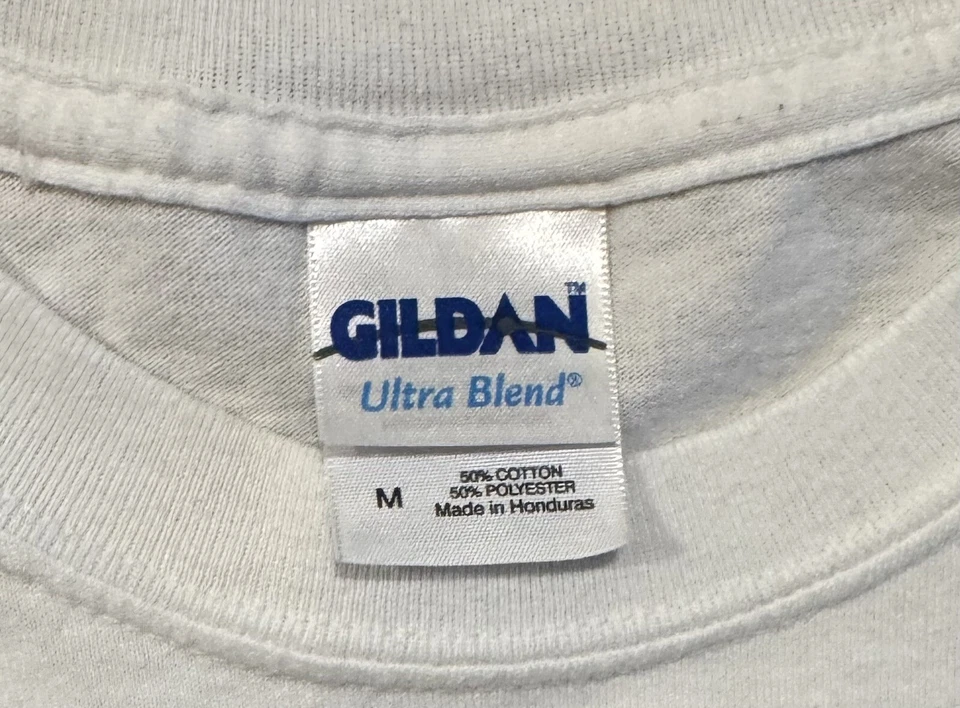 GILDAN™
Ultra Blend®
M
50% COTTON
50% POLYESTER
Made in Honduras